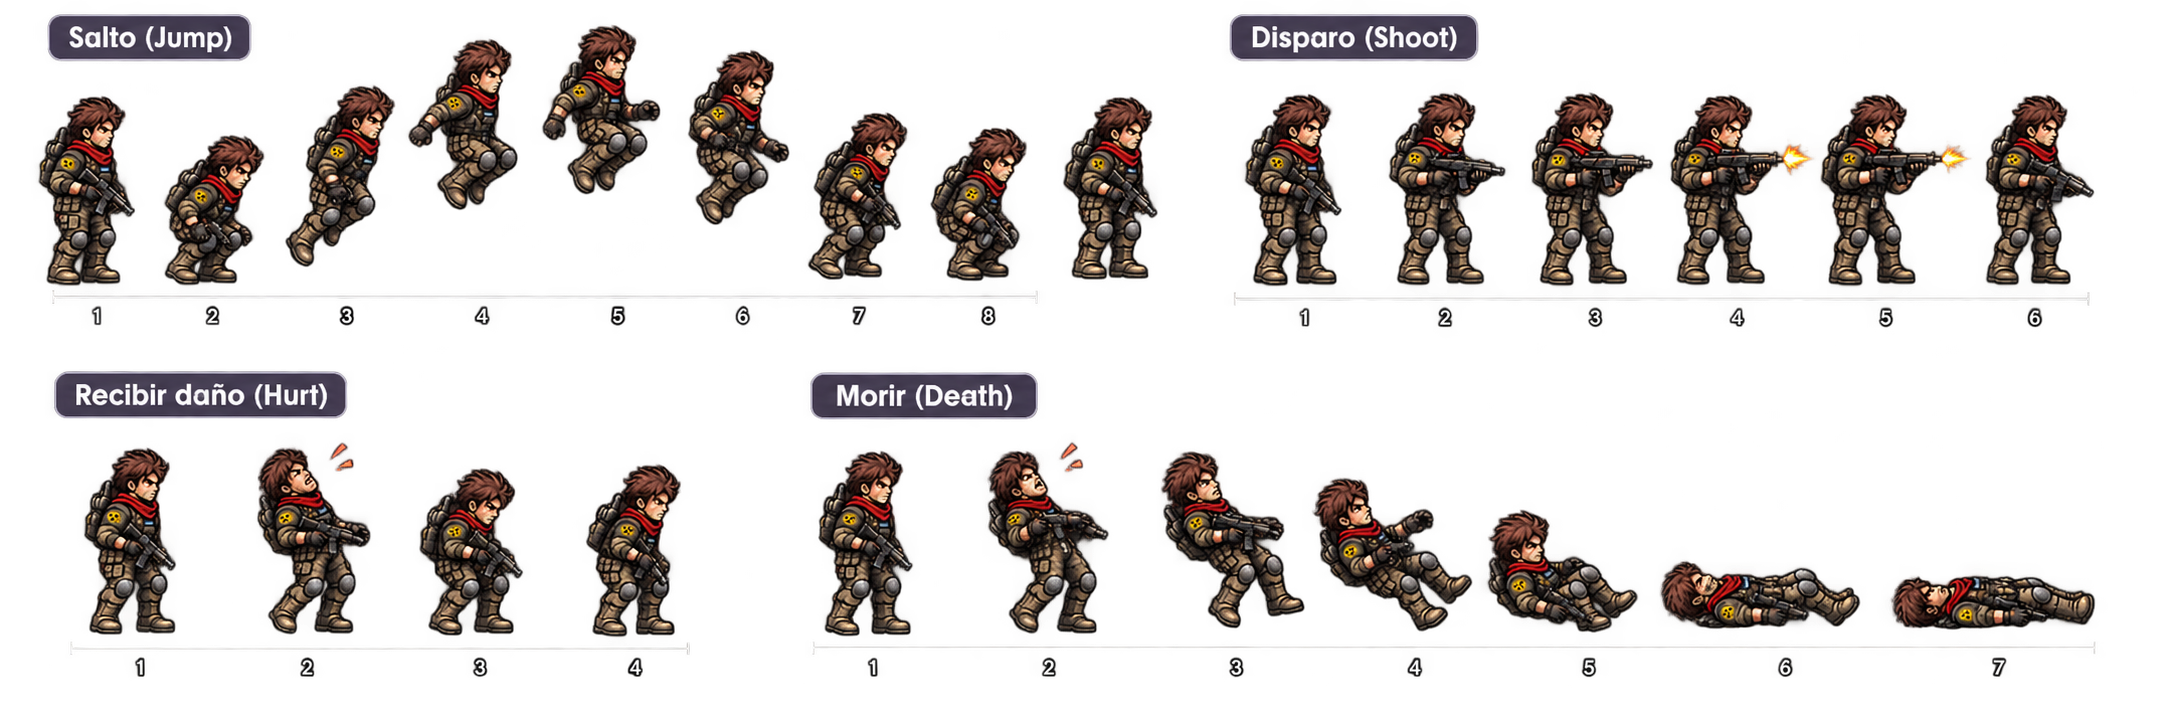 Salto (Jump)
Disparo (Shoot)
1 2 3 4 5 6 7 8
1 2 3 4 5 6
Recibir daño (Hurt)
Morir (Death)
1 2 3 4
1 2 3 4 5 6 7